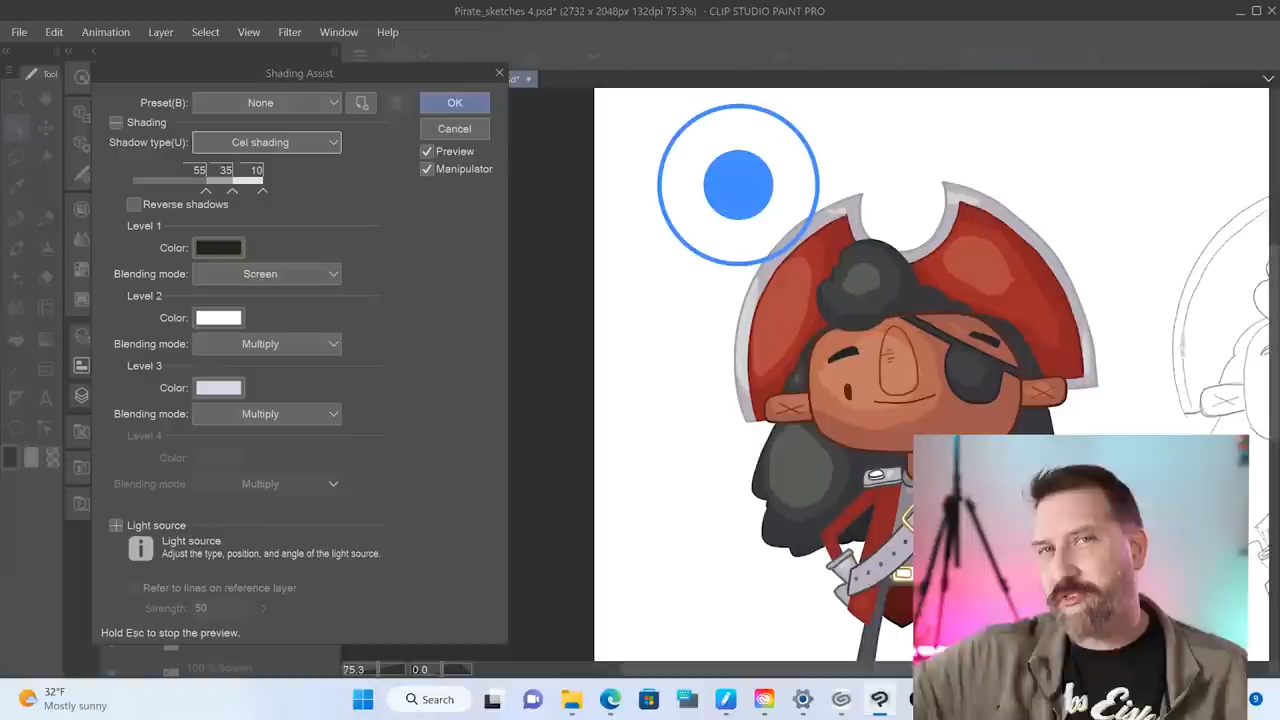 Pirate_sketches 4.psd* (2732 x 2048px 132dpi 75.3%) - CLIP STUDIO PAINT PRO
File Edit Animation Layer Select View Filter Window Help
Tool
Shading Assist
Preset(B): None OK
Shading
Shadow type(U): Cel shading Cancel
Preview
55 35 10 Manipulator
Reverse shadows
Level 1
Color:
Blending mode: Screen
Level 2
Color:
Blending mode: Multiply
Level 3
Color:
Blending mode: Multiply
Level 4
Color:
Blending mode: Multiply
Light source
Light source
Adjust the type, position, and angle of the light source.
Refer to lines on reference layer
Strength: 50
Hold Esc to stop the preview.
100 % Screen
75.3 0.0
32°F
Mostly sunny
Search
9